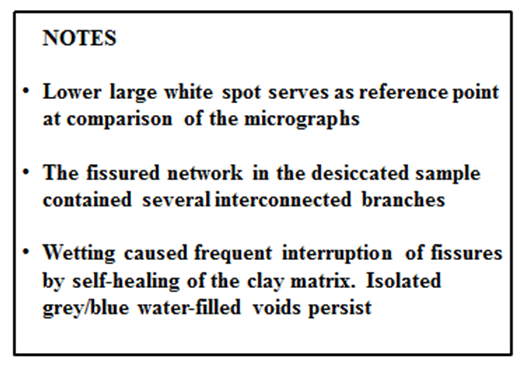 NOTES
• Lower large white spot serves as reference point
at comparison of the micrographs
• The fissured network in the desiccated sample
contained several interconnected branches
• Wetting caused frequent interruption of fissures
by self-healing of the clay matrix. Isolated
grey/blue water-filled voids persist